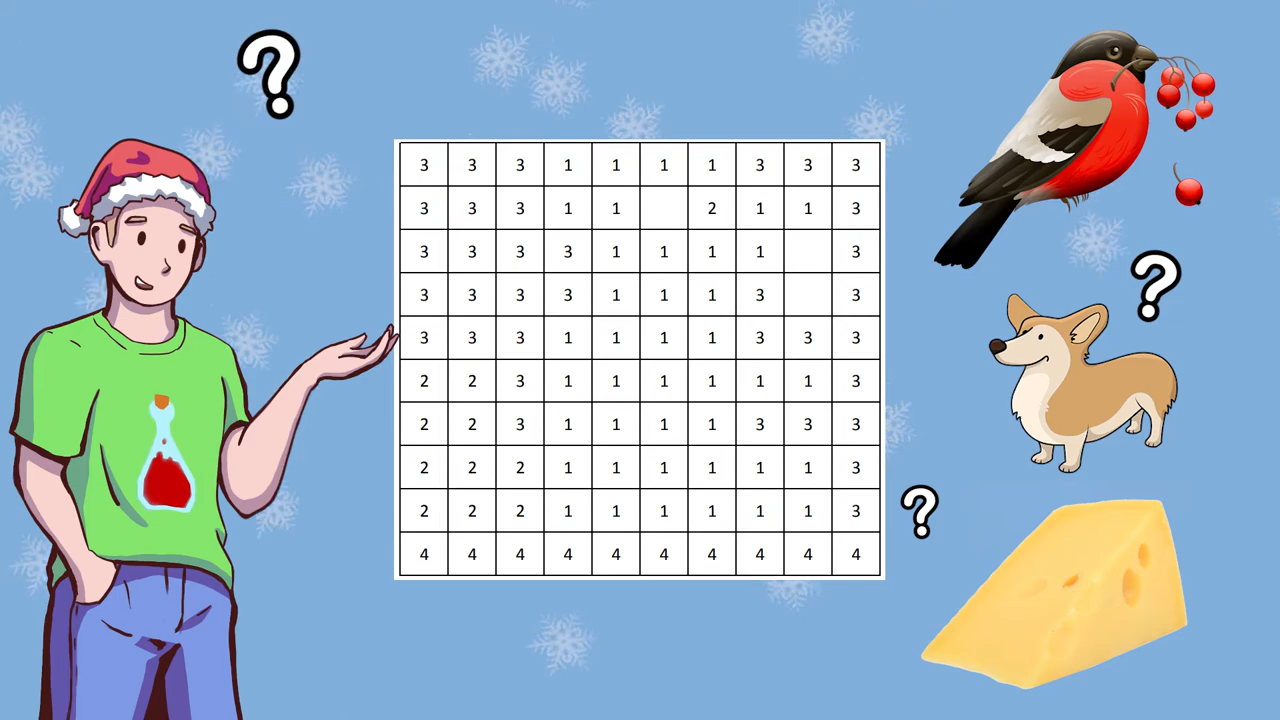 ?
3 3 3 1 1 1 1 3 3 3
3 3 3 1 1 2 1 1 3
3 3 3 3 1 1 1 1 3
3 3 3 3 1 1 1 3 3
3 3 3 1 1 1 1 3 3 3
2 2 3 1 1 1 1 1 1 3
2 2 3 1 1 1 1 3 3 3
2 2 2 1 1 1 1 1 1 3
2 2 2 1 1 1 1 1 1 3
4 4 4 4 4 4 4 4 4 4
?
?